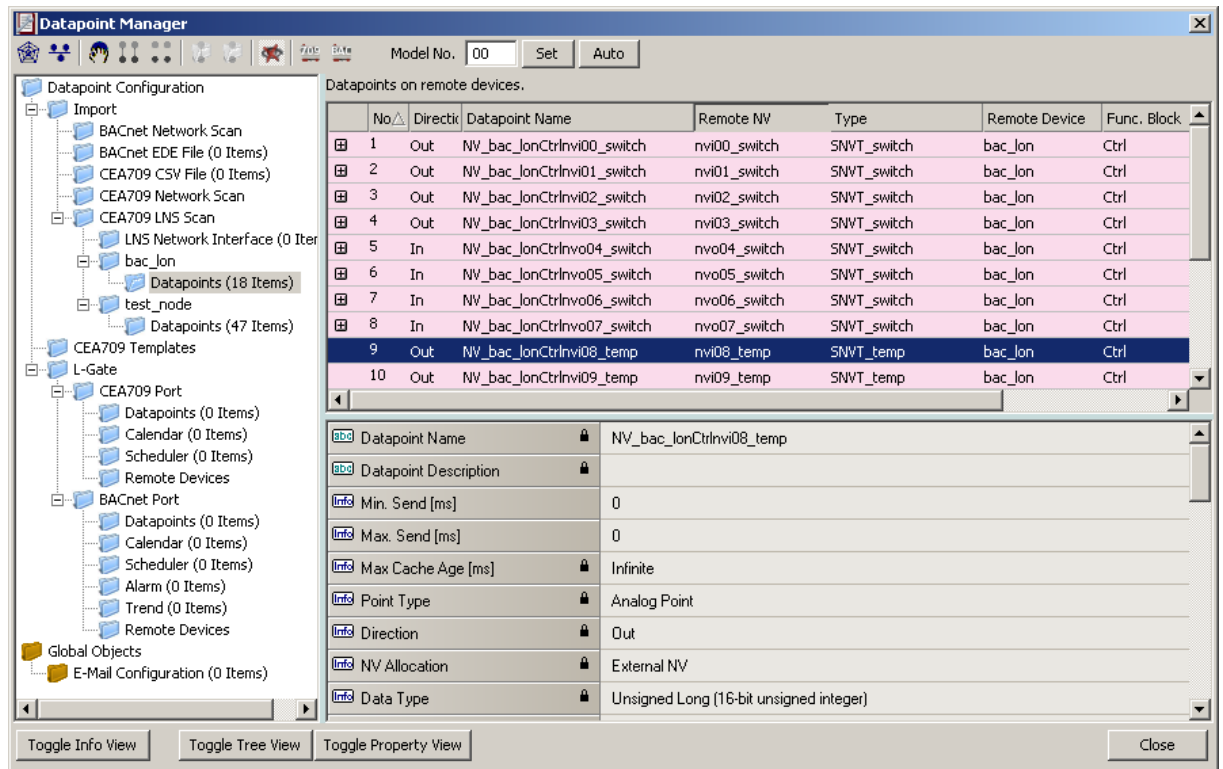 Datapoint Manager
709 BAC Model No. 00 Set Auto
Datapoint Configuration
Import
BACnet Network Scan
BACnet EDE File (0 Items)
CEA709 CSV File (0 Items)
CEA709 Network Scan
CEA709 LNS Scan
LNS Network Interface (0 Iter
bac_lon
Datapoints (18 Items)
test_node
Datapoints (47 Items)
CEA709 Templates
L-Gate
CEA709 Port
Datapoints (0 Items)
Calendar (0 Items)
Scheduler (0 Items)
Remote Devices
BACnet Port
Datapoints (0 Items)
Calendar (0 Items)
Scheduler (0 Items)
Alarm (0 Items)
Trend (0 Items)
Remote Devices
Global Objects
E-Mail Configuration (0 Items)
Datapoints on remote devices.
No Directic Datapoint Name Remote NV Type Remote Device Func. Block
1 Out NV_bac_lonCtrlnvi00_switch nvi00_switch SNVT_switch bac_lon Ctrl
2 Out NV_bac_lonCtrlnvi01_switch nvi01_switch SNVT_switch bac_lon Ctrl
3 Out NV_bac_lonCtrlnvi02_switch nvi02_switch SNVT_switch bac_lon Ctrl
4 Out NV_bac_lonCtrlnvi03_switch nvi03_switch SNVT_switch bac_lon Ctrl
5 In NV_bac_lonCtrlnvo04_switch nvo04_switch SNVT_switch bac_lon Ctrl
6 In NV_bac_lonCtrlnvo05_switch nvo05_switch SNVT_switch bac_lon Ctrl
7 In NV_bac_lonCtrlnvo06_switch nvo06_switch SNVT_switch bac_lon Ctrl
8 In NV_bac_lonCtrlnvo07_switch nvo07_switch SNVT_switch bac_lon Ctrl
9 Out NV_bac_lonCtrlnvi08_temp nvi08_temp SNVT_temp bac_lon Ctrl
10 Out NV_bac_lonCtrlnvi09_temp nvi09_temp SNVT_temp bac_lon Ctrl
abc Datapoint Name NV_bac_lonCtrlnvi08_temp
abc Datapoint Description
Info Min. Send [ms] 0
Info Max. Send [ms] 0
Info Max Cache Age [ms] Infinite
Info Point Type Analog Point
Info Direction Out
Info NV Allocation External NV
Info Data Type Unsigned Long (16-bit unsigned integer)
Toggle Info View Toggle Tree View Toggle Property View Close